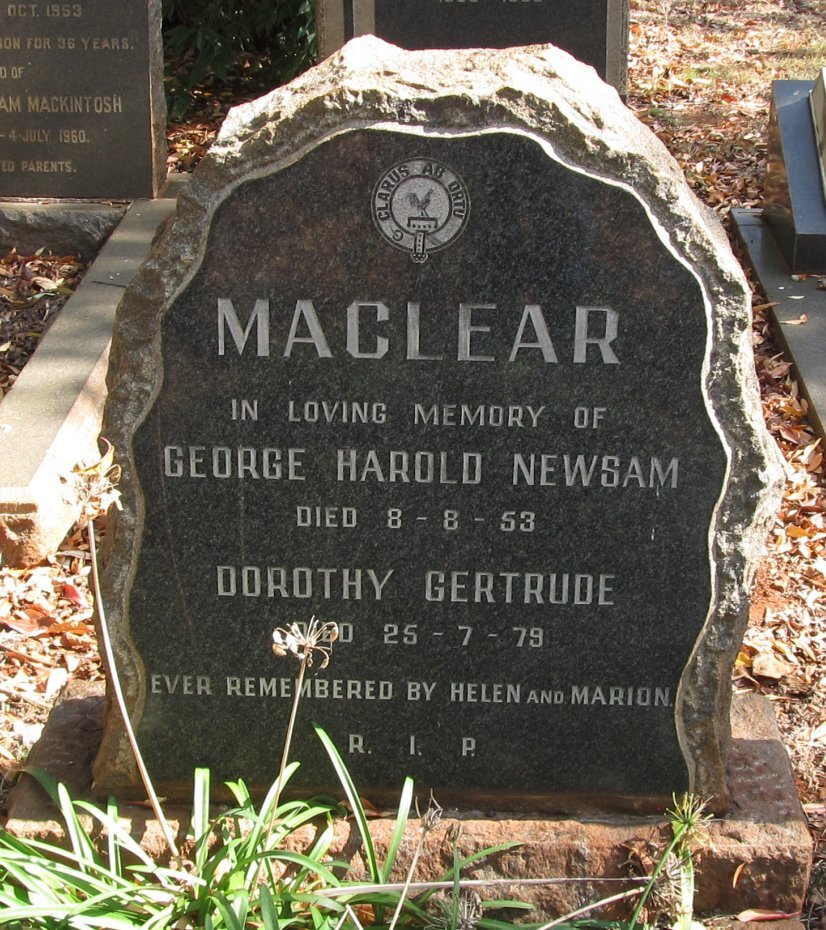 OCT. 1953
ION FOR 36 YEARS.
D OF
AM MACKINTOSH
-4-JULY 1960.
ED PARENTS.
CLARUS AB ORTU
MACLEAR
IN LOVING MEMORY OF
GEORGE HAROLD NEWSAM
DIED 8-8-53
DOROTHY GERTRUDE
DIED 25-7-79
EVER REMEMBERED BY HELEN AND MARION.
R. I. P.